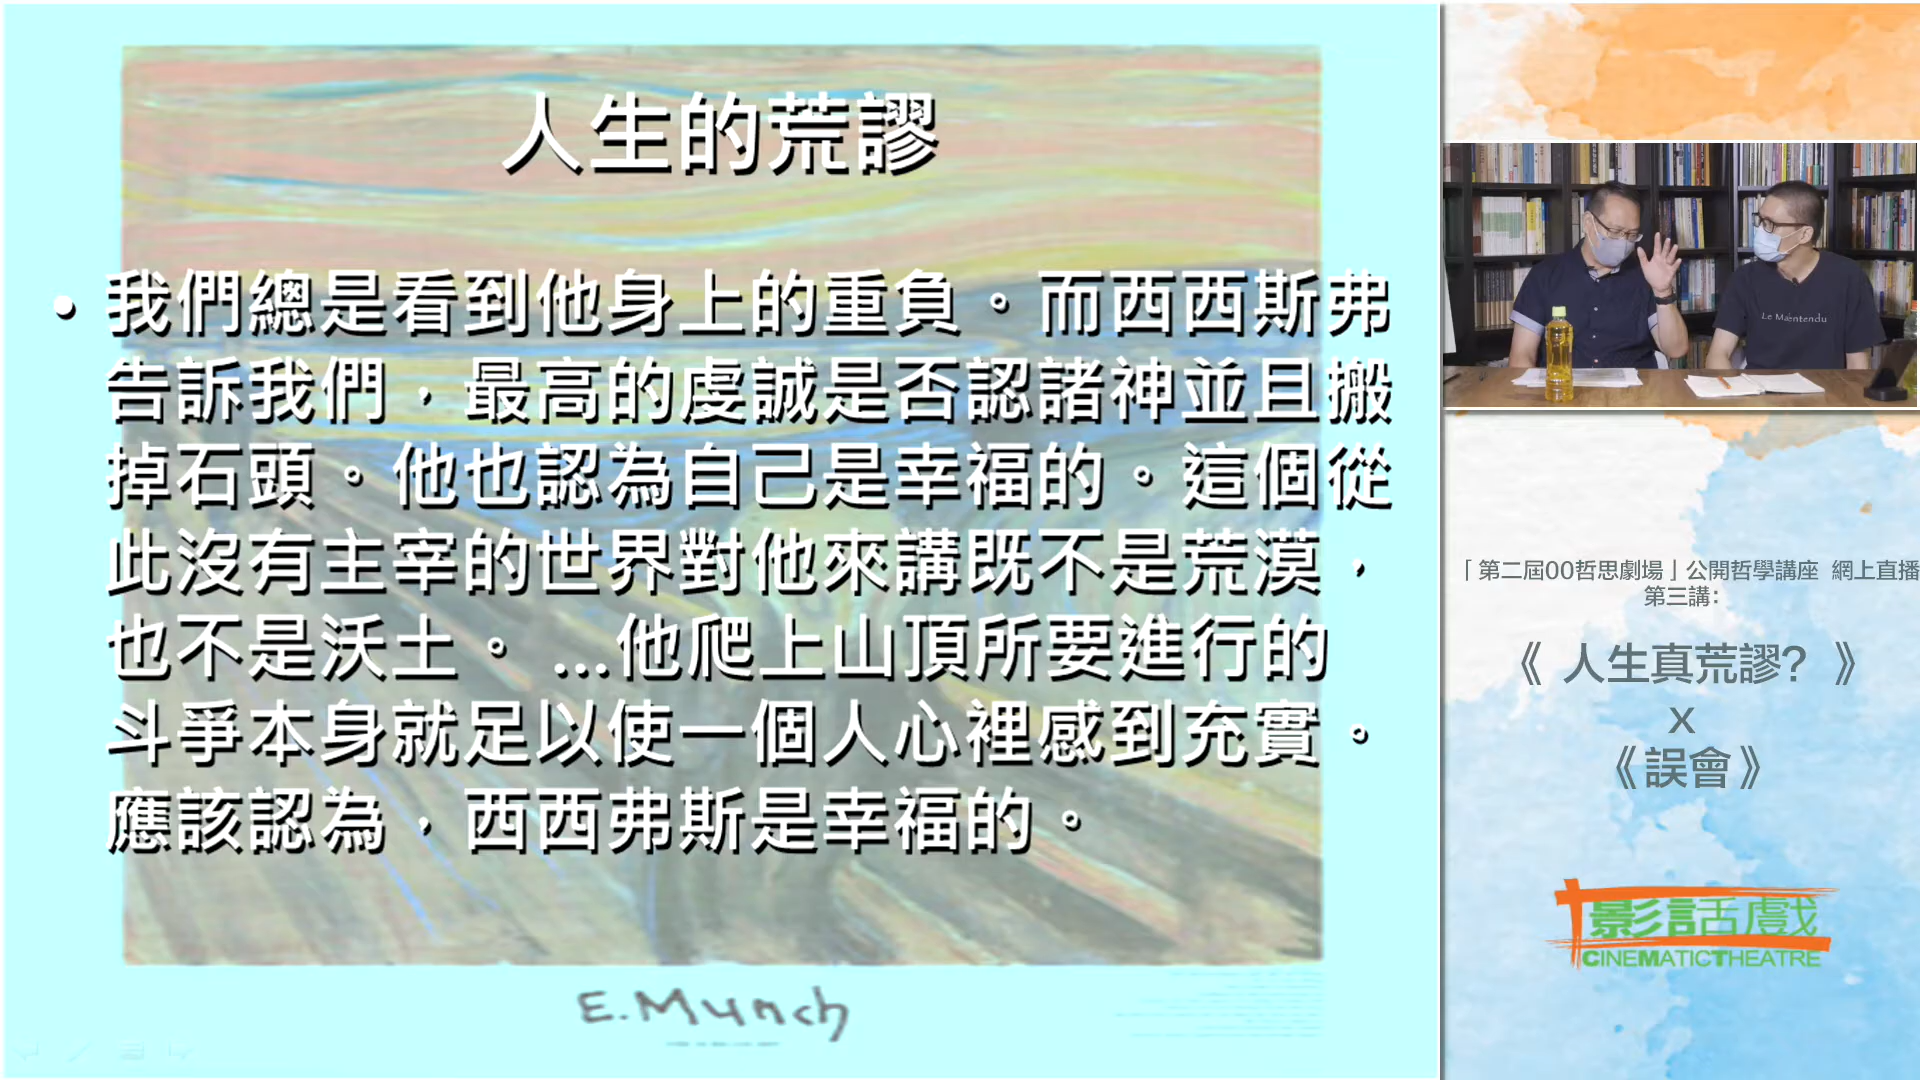 人生的荒謬
• 我們總是看到他身上的重負。而西西斯弗
告訴我們，最高的虔誠是否認諸神並且搬
掉石頭。他也認為自己是幸福的。這個從
此沒有主宰的世界對他來講既不是荒漠，
也不是沃土。 ...他爬上山頂所要進行的
斗爭本身就足以使一個人心裡感到充實。
應該認為，西西弗斯是幸福的。
E.Munch
Le Maentendu
「第二屆OO哲思劇場」公開哲學講座 網上直播
第三講：
《 人生真荒謬? 》
x
《誤會》
影話戲
CINEMATICTHEATRE